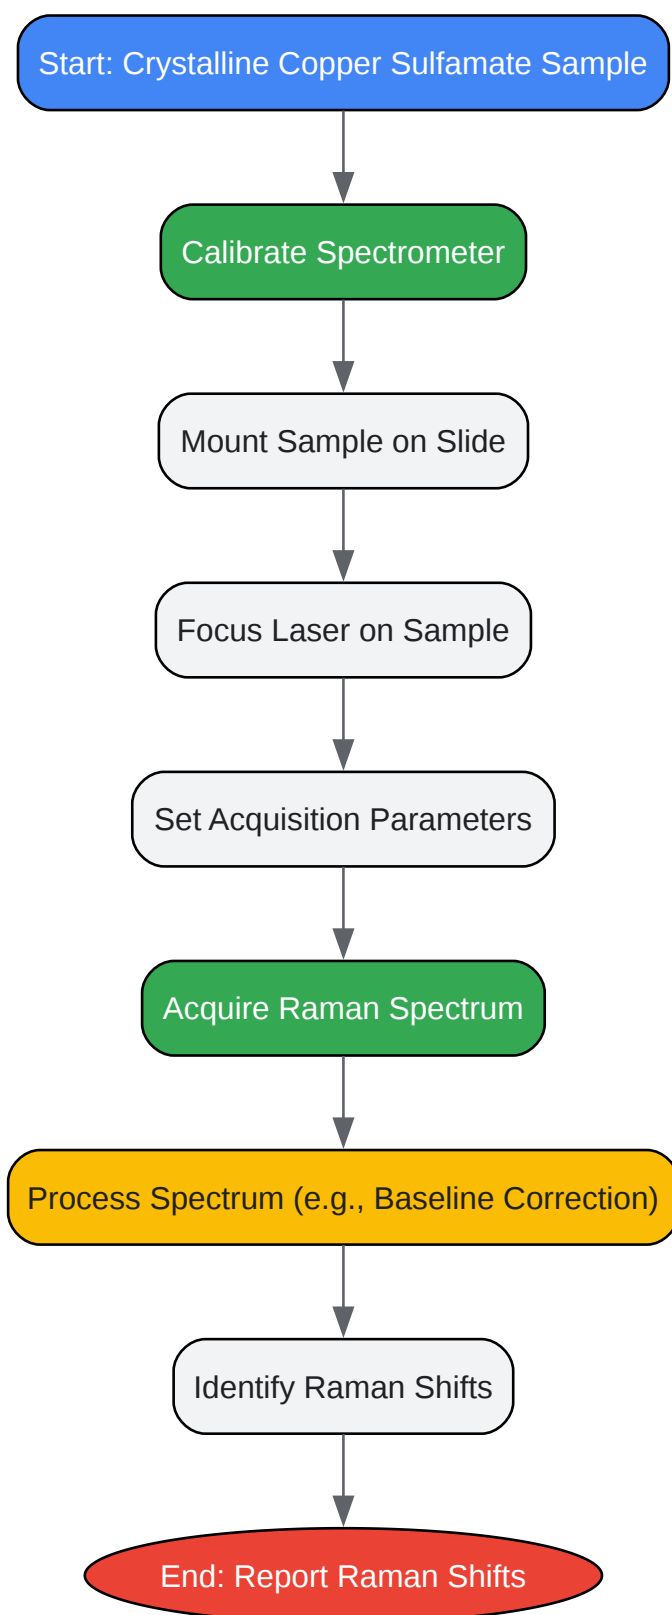 Start: Crystalline Copper Sulfamate Sample
Calibrate Spectrometer
Mount Sample on Slide
Focus Laser on Sample
Set Acquisition Parameters
Acquire Raman Spectrum
Process Spectrum (e.g., Baseline Correction)
Identify Raman Shifts
End: Report Raman Shifts